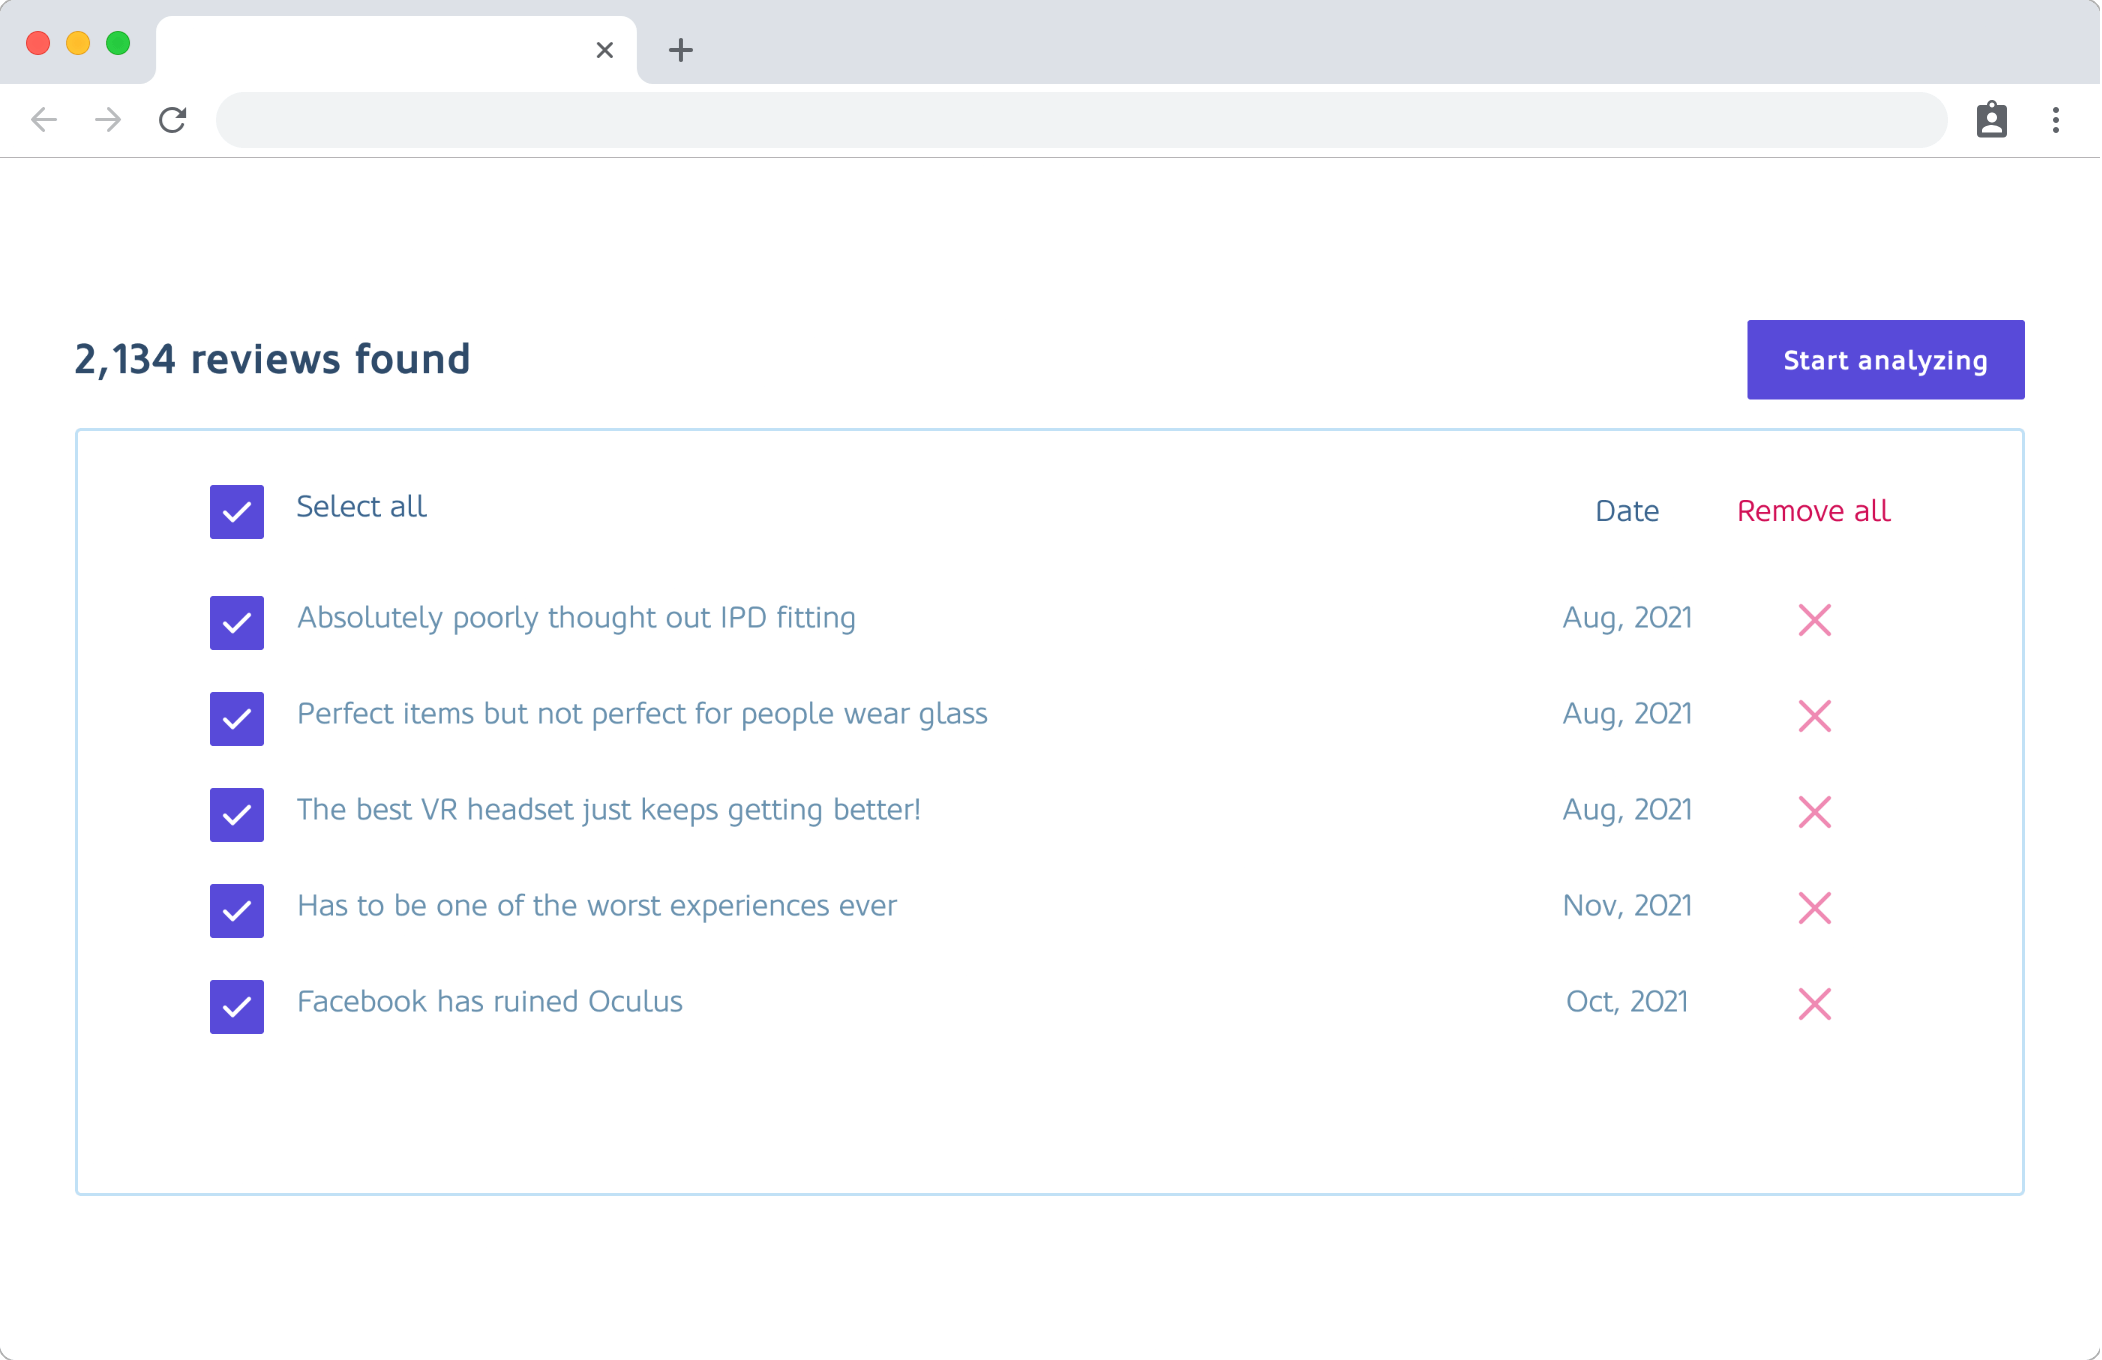 2,134 reviews found
Start analyzing
Select all
Date
Remove all
Absolutely poorly thought out IPD fitting
Aug, 2021
Perfect items but not perfect for people wear glass
Aug, 2021
The best VR headset just keeps getting better!
Aug, 2021
Has to be one of the worst experiences ever
Nov, 2021
Facebook has ruined Oculus
Oct, 2021